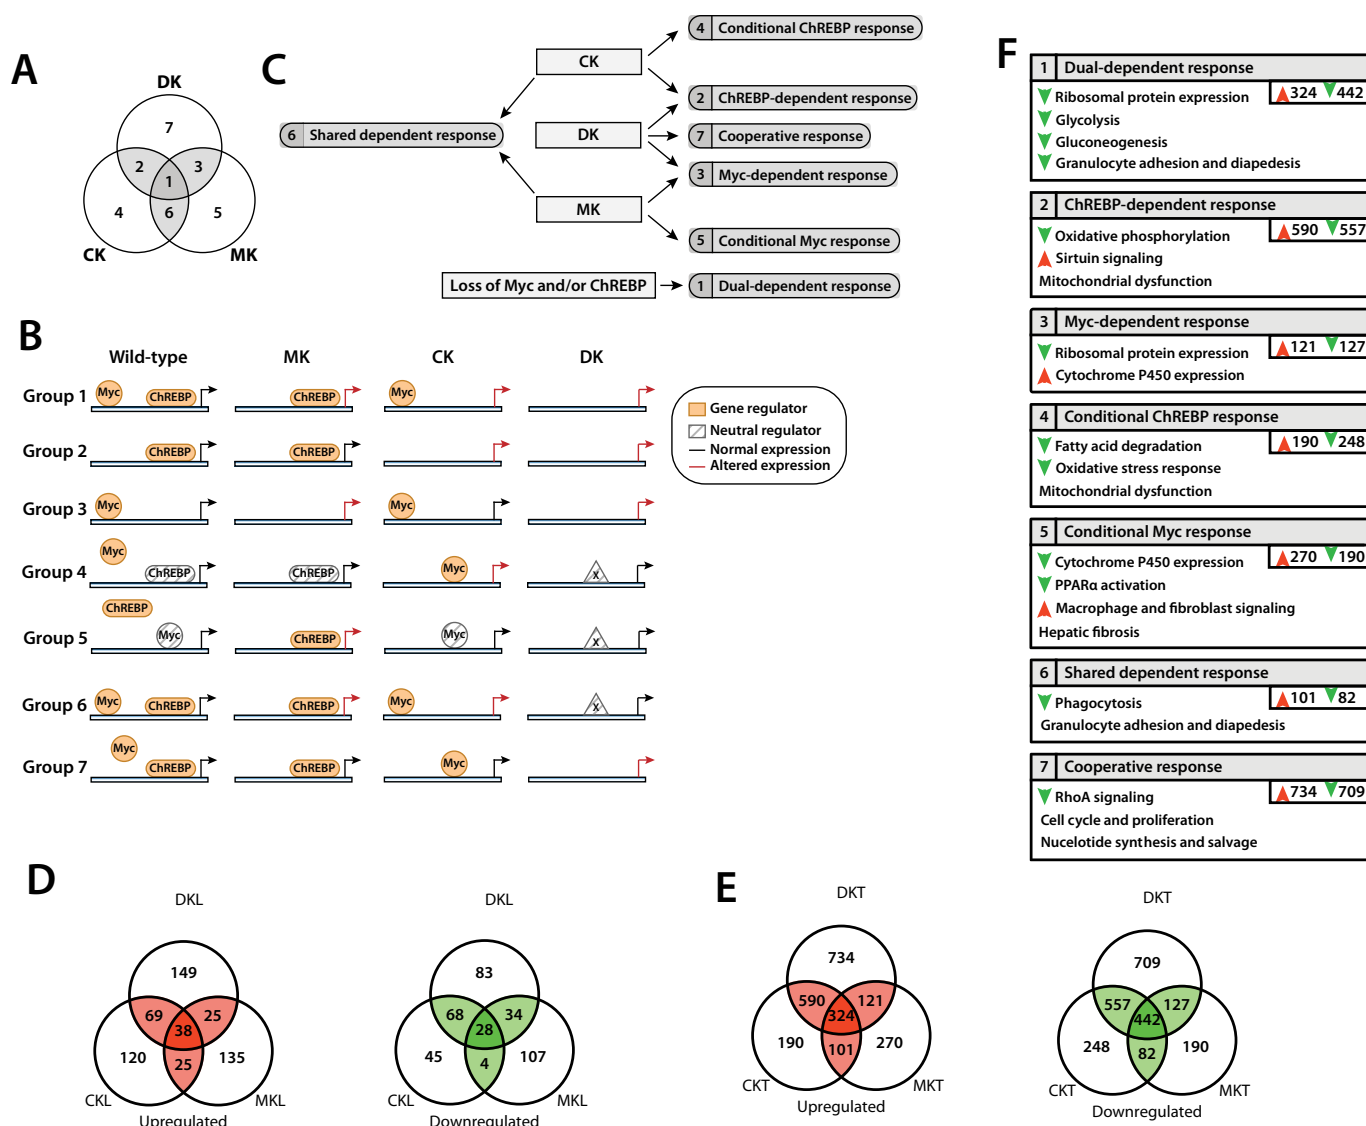 A
DK
7
2
3
1
4
6
5
CK
MK
C
4 Conditional ChREBP response
CK
2 ChREBP-dependent response
6 Shared dependent response
DK
7 Cooperative response
3 Myc-dependent response
MK
5 Conditional Myc response
Loss of Myc and/or ChREBP
1 Dual-dependent response
B
Wild-type MK CK DK
Group 1 Myc ChREBP ChREBP Myc
Group 2 ChREBP ChREBP
Group 3 Myc Myc
Group 4 Myc ChREBP ChREBP Myc X
Group 5 ChREBP Myc ChREBP Myc X
Group 6 Myc ChREBP ChREBP Myc X
Group 7 Myc ChREBP ChREBP Myc
Gene regulator
Neutral regulator
Normal expression
Altered expression
D
DKL
149
69
25
38
120
25
135
CKL
MKL
Upregulated
DKL
83
68
34
28
45
4
107
CKL
MKL
Downregulated
E
DKT
734
590
121
324
190
101
270
CKT
MKT
Upregulated
DKT
709
557
127
442
248
82
190
CKT
MKT
Downregulated
F
1 Dual-dependent response
324 442
Ribosomal protein expression
Glycolysis
Gluconeogenesis
Granulocyte adhesion and diapedesis
2 ChREBP-dependent response
590 557
Oxidative phosphorylation
Sirtuin signaling
Mitochondrial dysfunction
3 Myc-dependent response
121 127
Ribosomal protein expression
Cytochrome P450 expression
4 Conditional ChREBP response
190 248
Fatty acid degradation
Oxidative stress response
Mitochondrial dysfunction
5 Conditional Myc response
270 190
Cytochrome P450 expression
PPARα activation
Macrophage and fibroblast signaling
Hepatic fibrosis
6 Shared dependent response
101 82
Phagocytosis
Granulocyte adhesion and diapedesis
7 Cooperative response
734 709
RhoA signaling
Cell cycle and proliferation
Nucelotide synthesis and salvage